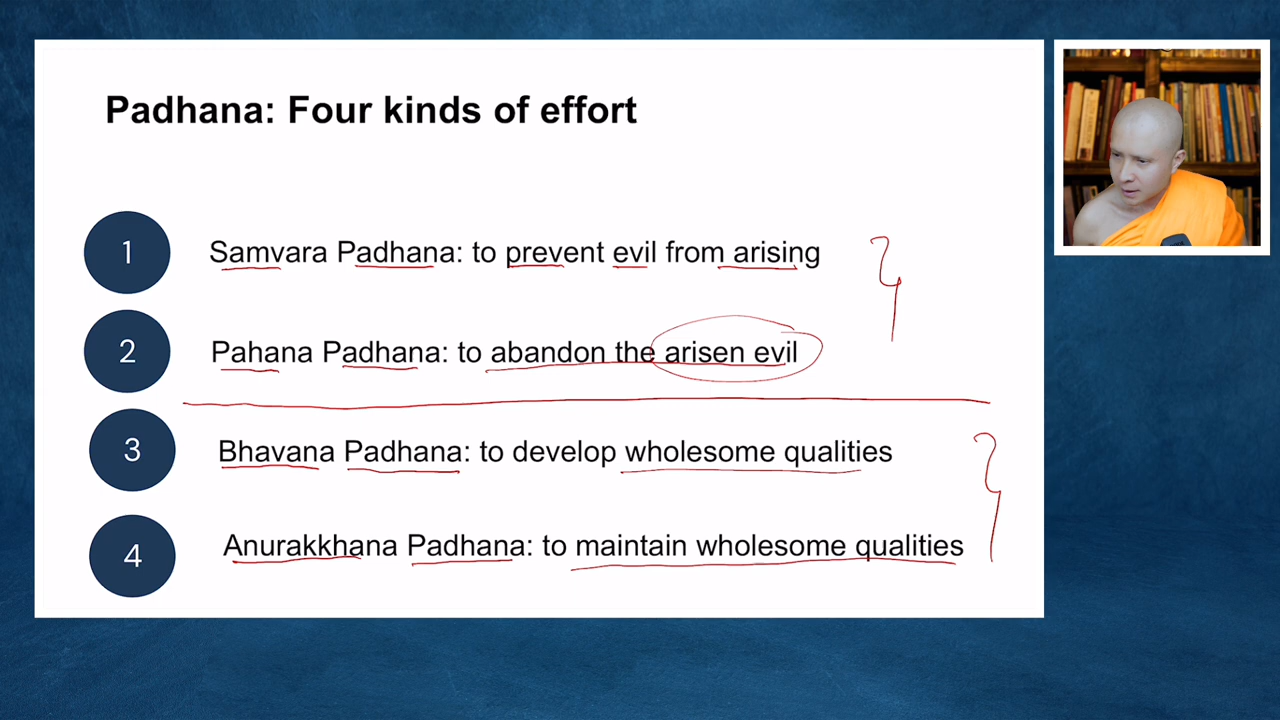 Padhana: Four kinds of effort
1 Samvara Padhana: to prevent evil from arising
2 Pahana Padhana: to abandon the arisen evil
3 Bhavana Padhana: to develop wholesome qualities
4 Anurakkhana Padhana: to maintain wholesome qualities